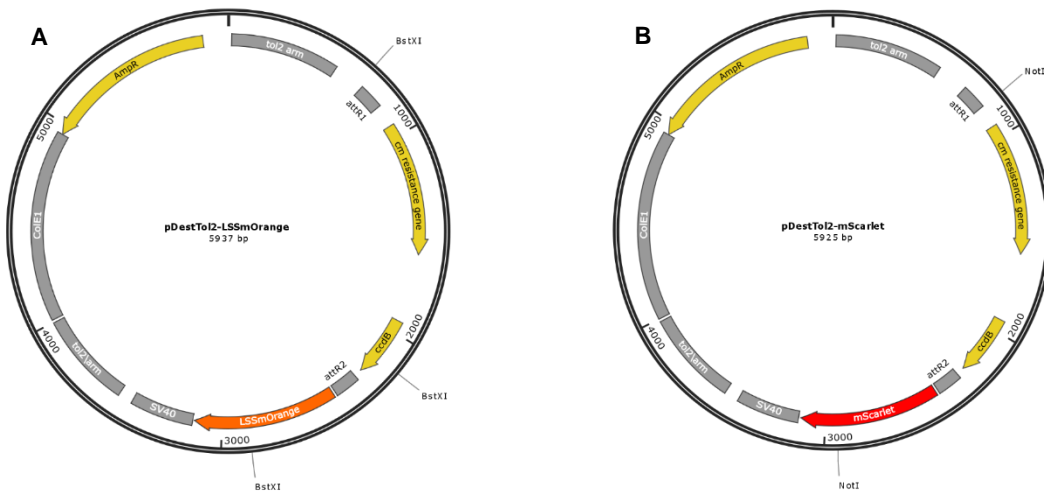 A
tol2 arm
BstXI
attR1
1000
cm resistance gene
AmpR
5000
ColE1
pDestTol2-LSSmOrange
5937 bp
4000
tol2\arm
SV40
LSSmOrange
3000
attR2
ccdB
2000
BstXI
BstXI
B
tol2 arm
NotI
attR1
1000
cm resistance gene
AmpR
5000
ColE1
pDestTol2-mScarlet
5925 bp
4000
tol2\arm
SV40
mScarlet
3000
attR2
ccdB
2000
NotI